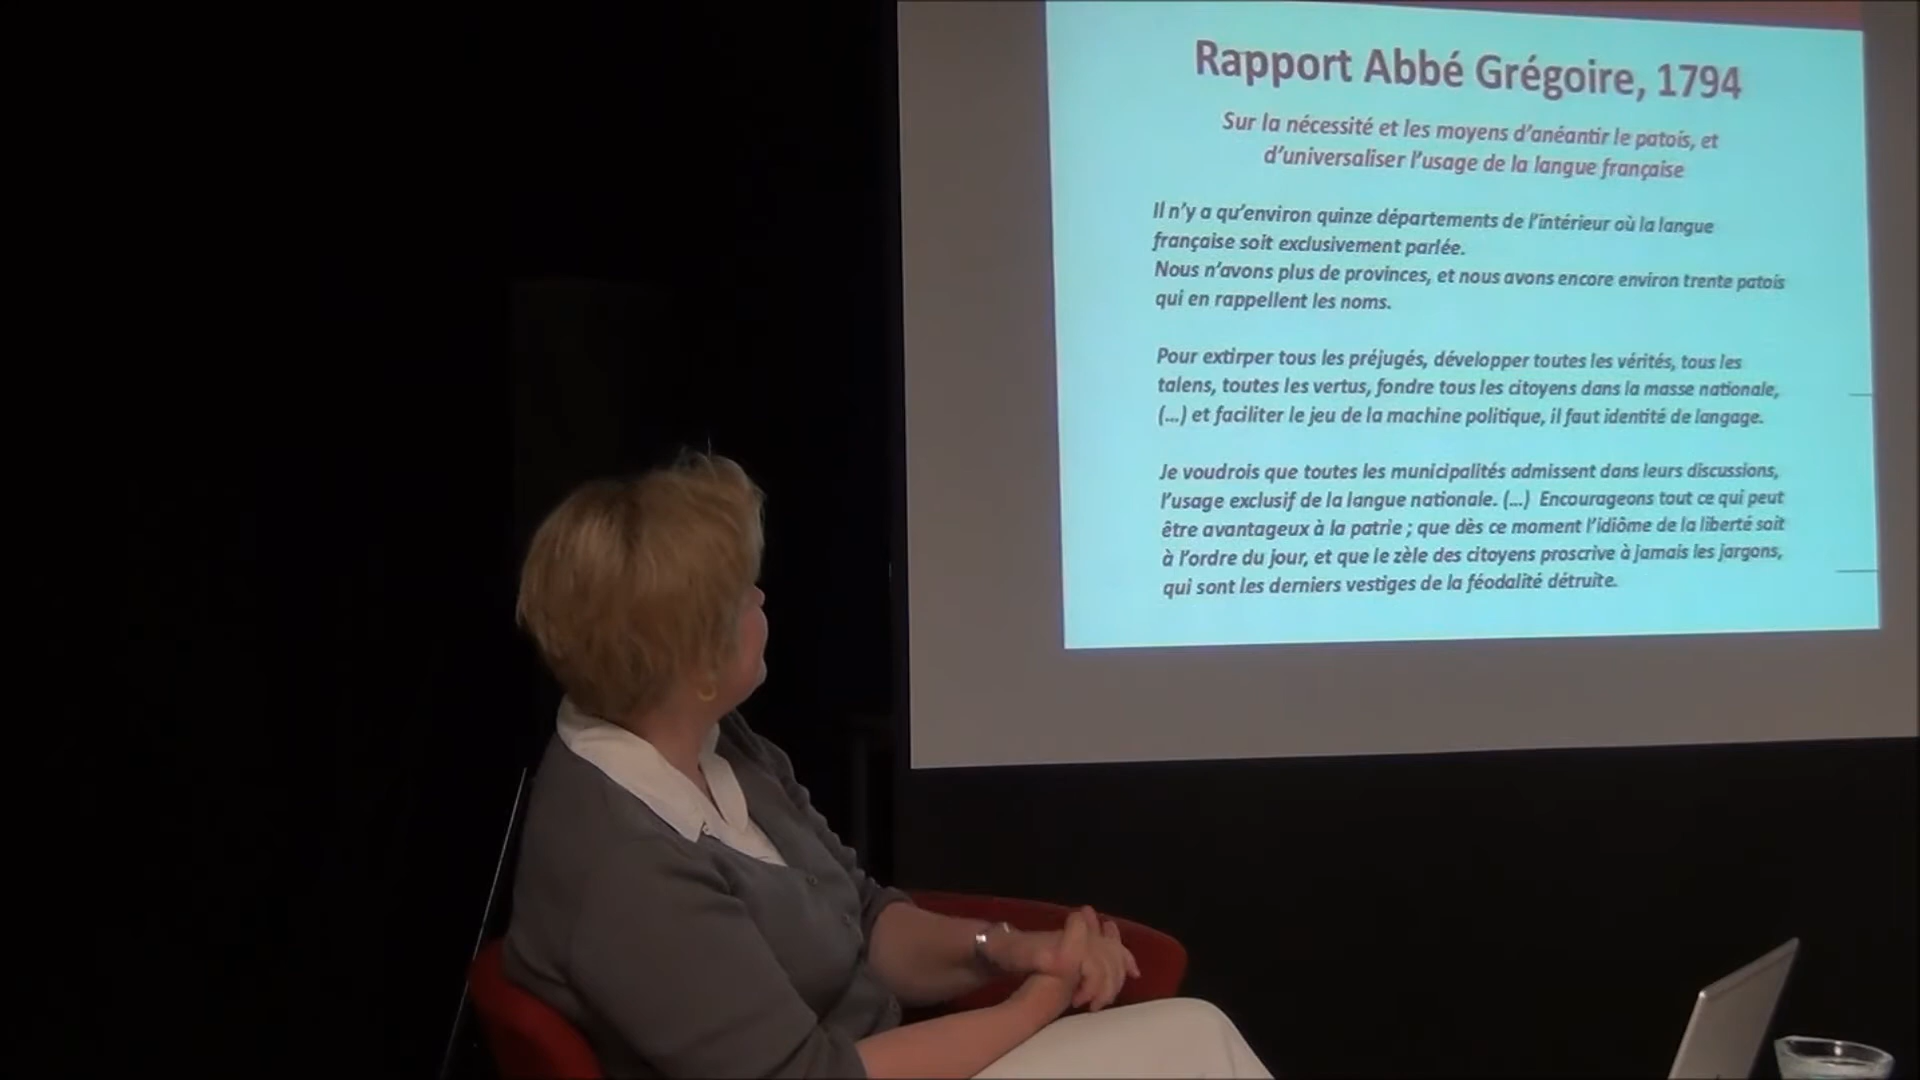 Rapport Abbé Grégoire, 1794
Sur la nécessité et les moyens d'anéantir le patois, et
d'universaliser l'usage de la langue française
Il n'y a qu'environ quinze départements de l'intérieur où la langue
française soit exclusivement parlée.
Nous n'avons plus de provinces, et nous avons encore environ trente patois
qui en rappellent les noms.
Pour extirper tous les préjugés, développer toutes les vérités, tous les
talens, toutes les vertus, fondre tous les citoyens dans la masse nationale,
(...) et faciliter le jeu de la machine politique, il faut identité de langage.
Je voudrois que toutes les municipalités admissent dans leurs discussions,
l'usage exclusif de la langue nationale. (...) Encourageons tout ce qui peut
être avantageux à la patrie ; que dès ce moment l'idiôme de la liberté soit
à l'ordre du jour, et que le zèle des citoyens proscrive à jamais les jargons,
qui sont les derniers vestiges de la féodalité détruite.